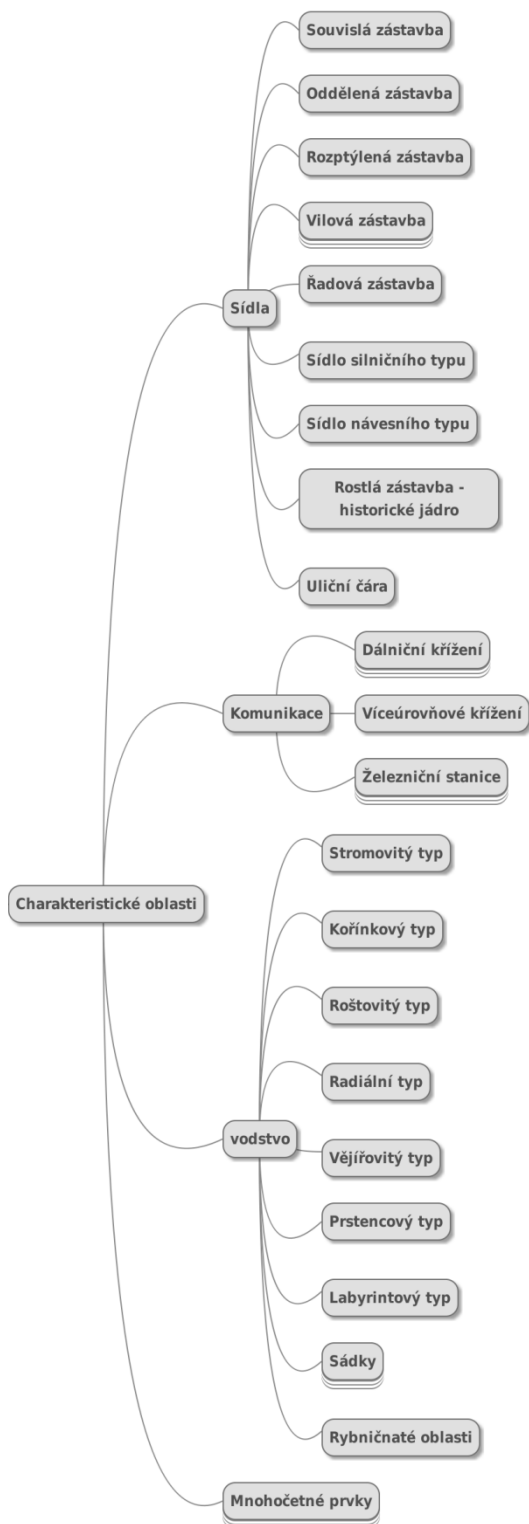 Souvislá zástavba
Oddělená zástavba
Rozptýlená zástavba
Vilová zástavba
Řadová zástavba
Sídla
Sídlo silničního typu
Sídlo návesního typu
Rostlá zástavba -
historické jádro
Uliční čára
Dálniční křížení
Komunikace
Víceúrovňové křížení
Železniční stanice
Stromovitý typ
Charakteristické oblasti
Kořínkový typ
Roštovitý typ
Radiální typ
vodstvo
Vějířovitý typ
Prstencový typ
Labyrintový typ
Sádky
Rybničnaté oblasti
Mnohočetné prvky